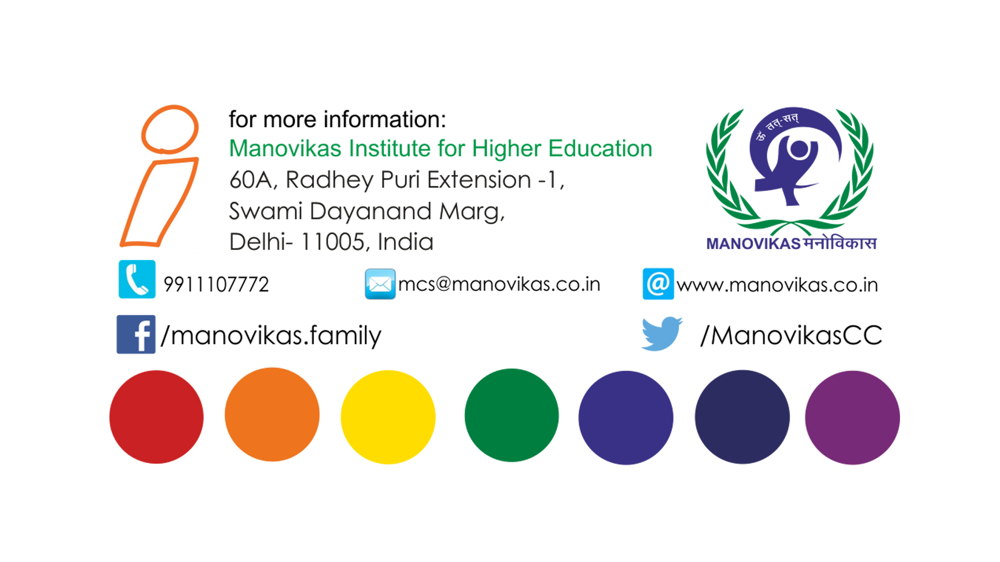 for more information:
Manovikas Institute for Higher Education
60A, Radhey Puri Extension -1,
Swami Dayanand Marg,
Delhi- 11005, India
ॐ तत्-सत्
MANOVIKAS मनोविकास
9911107772
mcs@manovikas.co.in
www.manovikas.co.in
/manovikas.family
/ManovikasCC